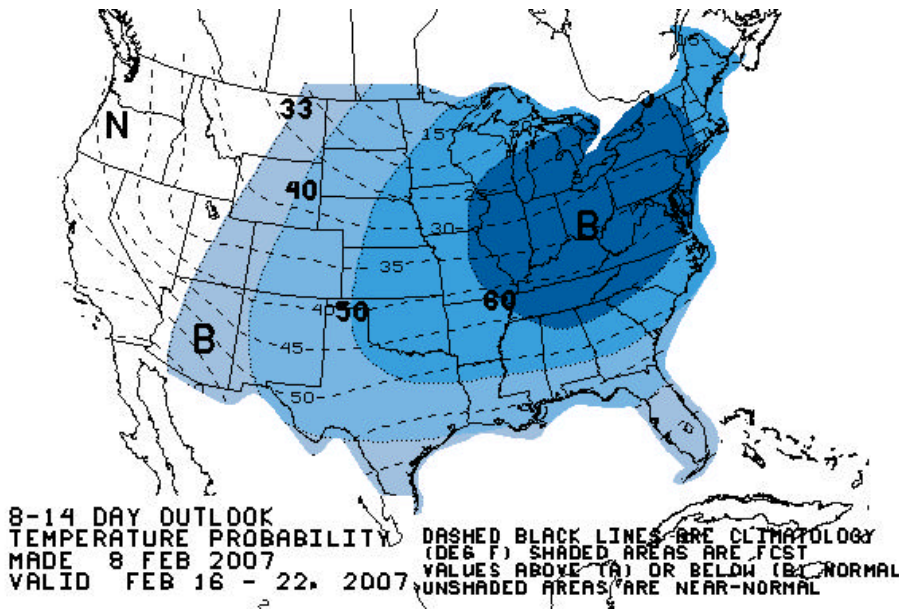 15
33
N
15
40
25
B
30
35
50
60
40
B
45
50
8-14 DAY OUTLOOK
TEMPERATURE PROBABILITY
MADE 8 FEB 2007
VALID FEB 16 - 22, 2007
DASHED BLACK LINES ARE CLIMATOLOGY
(DEG F) SHADED AREAS ARE FCST
VALUES ABOVE (A) OR BELOW (B) NORMAL
UNSHADED AREAS ARE NEAR-NORMAL